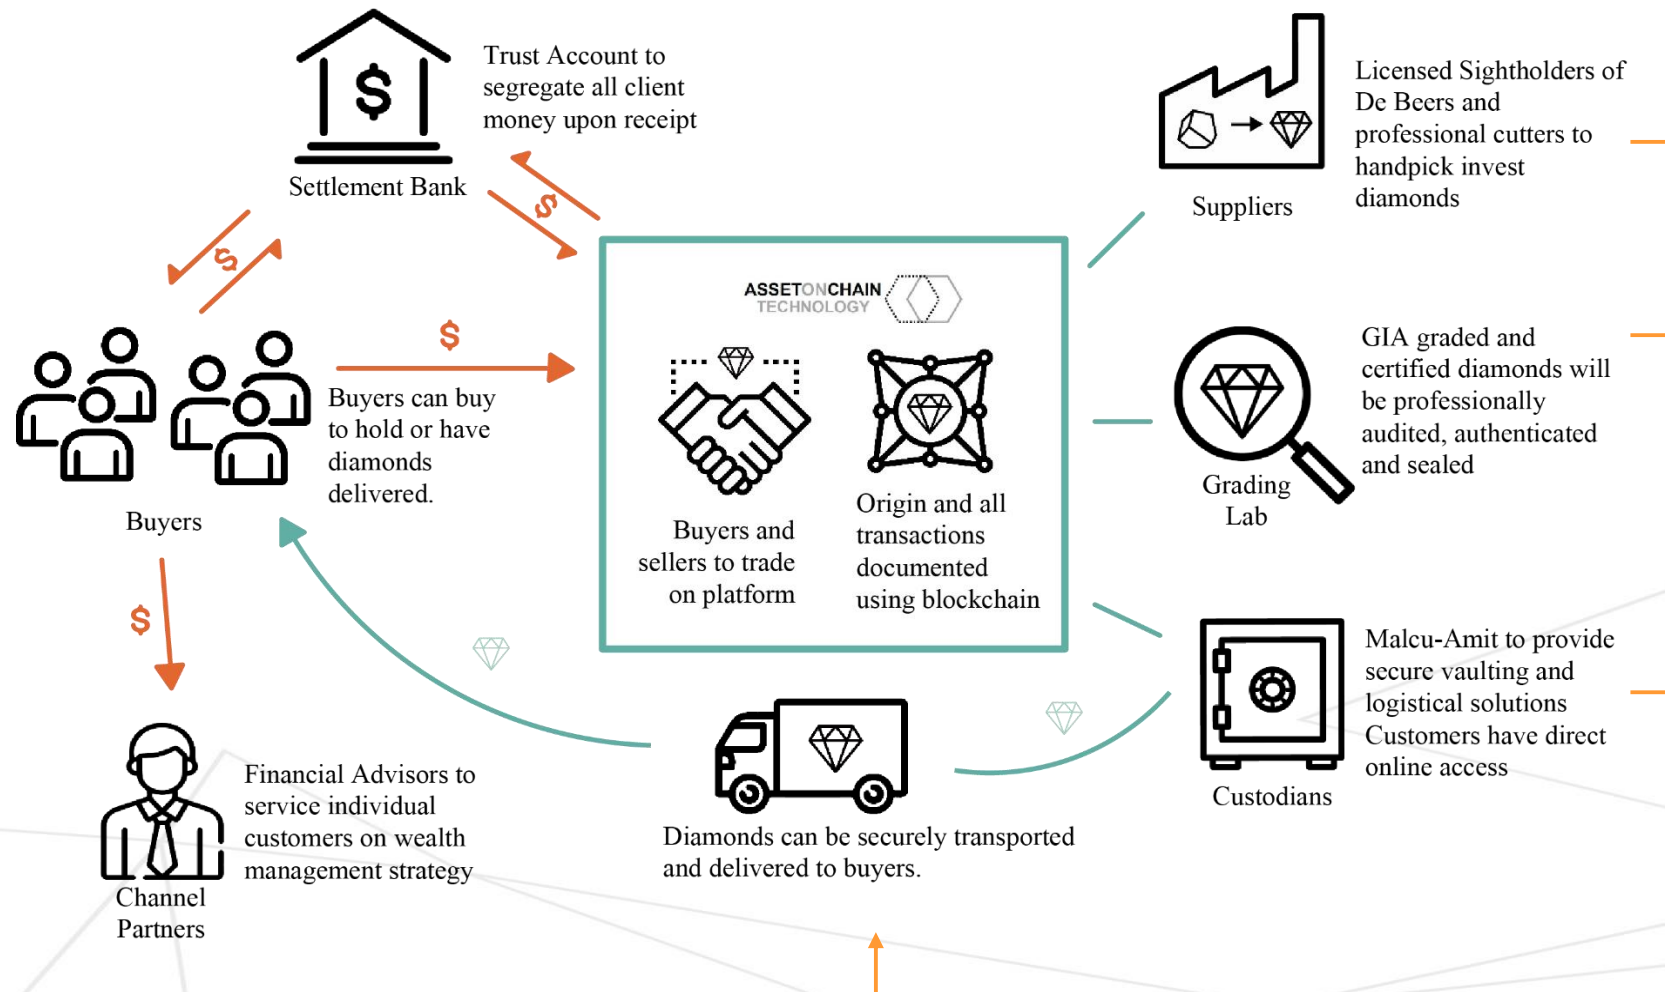 Trust Account to
segregate all client
money upon receipt
Settlement Bank
$
$
$
Licensed Sightholders of
De Beers and
professional cutters to
handpick invest
diamonds
Suppliers
ASSETONCHAIN
TECHNOLOGY
$
Buyers can buy
to hold or have
diamonds
delivered.
Buyers
Buyers and
sellers to trade
on platform
Origin and all
transactions
documented
using blockchain
GIA graded and
certified diamonds will
be professionally
audited, authenticated
and sealed
Grading
Lab
$
Malcu-Amit to provide
secure vaulting and
logistical solutions
Customers have direct
online access
Custodians
Financial Advisors to
service individual
customers on wealth
management strategy
Channel
Partners
Diamonds can be securely transported
and delivered to buyers.